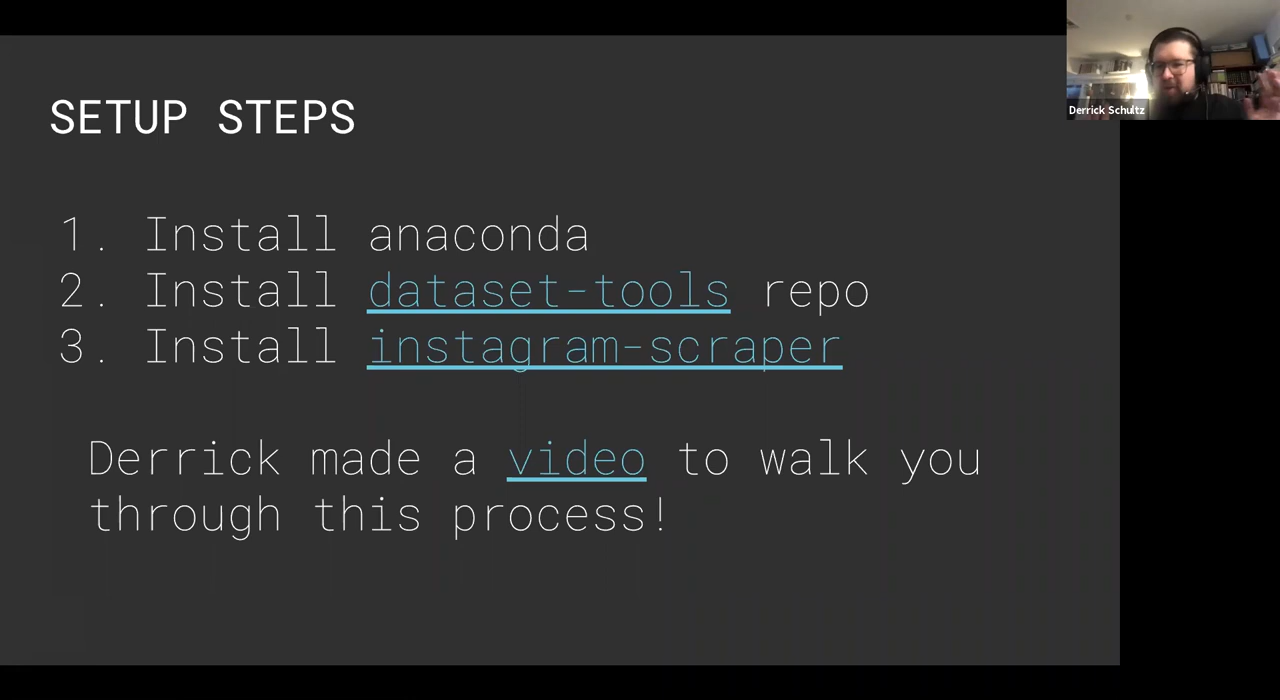 SETUP STEPS
1. Install anaconda
2. Install dataset-tools repo
3. Install instagram-scraper
Derrick made a video to walk you
through this process!
Derrick Schultz